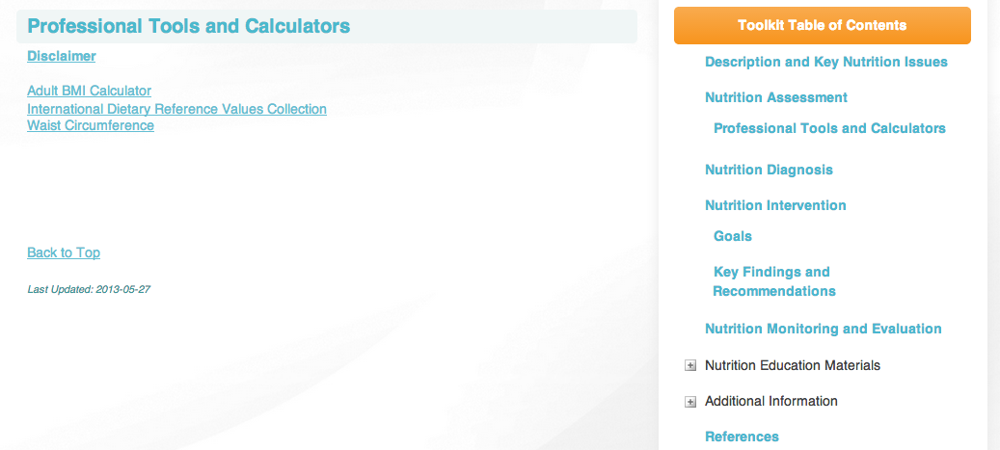 Professional Tools and Calculators
Disclaimer
Adult BMI Calculator
International Dietary Reference Values Collection
Waist Circumference
Back to Top
Last Updated: 2013-05-27
Toolkit Table of Contents
Description and Key Nutrition Issues
Nutrition Assessment
Professional Tools and Calculators
Nutrition Diagnosis
Nutrition Intervention
Goals
Key Findings and
Recommendations
Nutrition Monitoring and Evaluation
Nutrition Education Materials
Additional Information
References